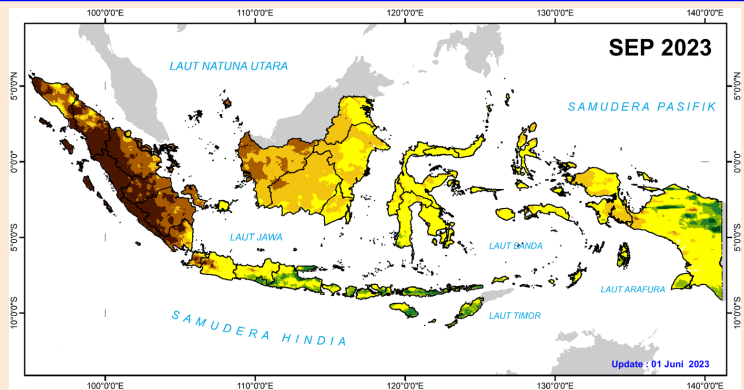 100°0'0"E 110°0'0"E 120°0'0"E 130°0'0"E 140°0'0"E
SEP 2023
LAUT NATUNA UTARA
5°0'0"N 5°0'0"N
SAMUDERA PASIFIK
0°0'0" 0°0'0"
LAUT JAWA
5°0'0"S 5°0'0"S
LAUT BANDA
LAUT ARAFURA
10°0'0"S 10°0'0"S
SAMUDERA HINDIA
LAUT TIMOR
Update : 01 Juni 2023
100°0'0"E 110°0'0"E 120°0'0"E 130°0'0"E 140°0'0"E